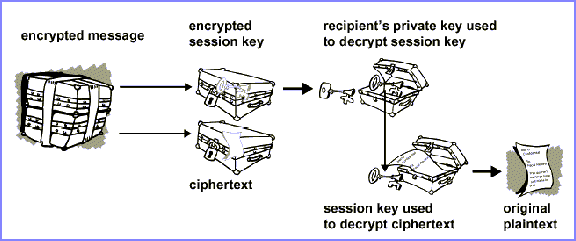 encrypted message
encrypted
session key
recipient's private key used
to decrypt session key
ciphertext
session key used
to decrypt ciphertext
original
plaintext